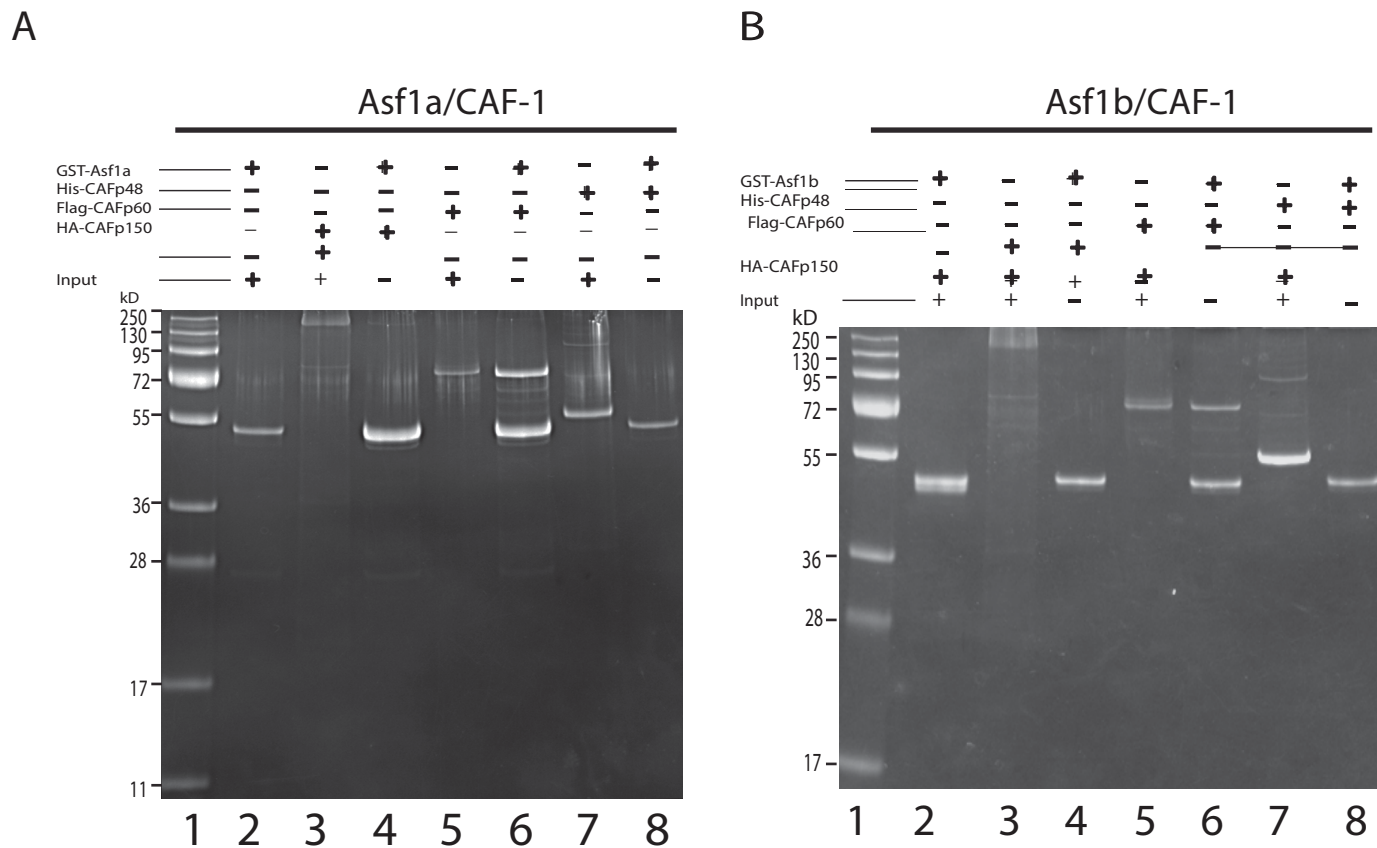 A
Asf1a/CAF-1
GST-Asf1a + − + − + − +
His-CAFp48 − − − − − + +
Flag-CAFp60 − − − + + − −
HA-CAFp150 − + + − − − −
− + − − − −
Input + + − + − + −
kD
250
130
95
72
55
36
28
17
11
1 2 3 4 5 6 7 8
B
Asf1b/CAF-1
GST-Asf1b + − + − + − +
His-CAFp48 − − − − − + +
Flag-CAFp60 − − − + + − −
− + + − − −
HA-CAFp150 + + + + +
Input + + − + − + −
kD
250
130
95
72
55
36
28
17
1 2 3 4 5 6 7 8